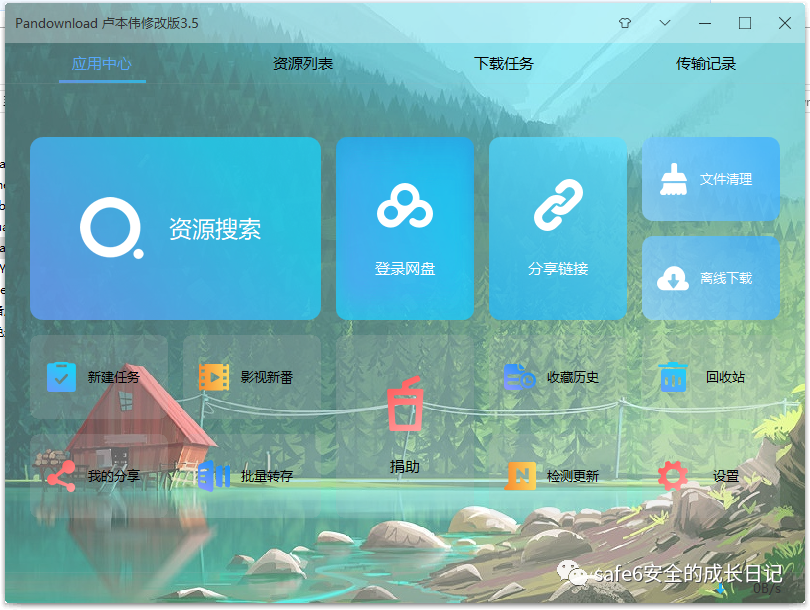 Pandownload 卢本伟修改版3.5
应用中心
资源列表
下载任务
传输记录
资源搜索
登录网盘
分享链接
文件清理
离线下载
新建任务
影视新番
捐助
收藏历史
回收站
我的分享
批量转存
检测更新
设置
safe6安全的成长日记
0B/s